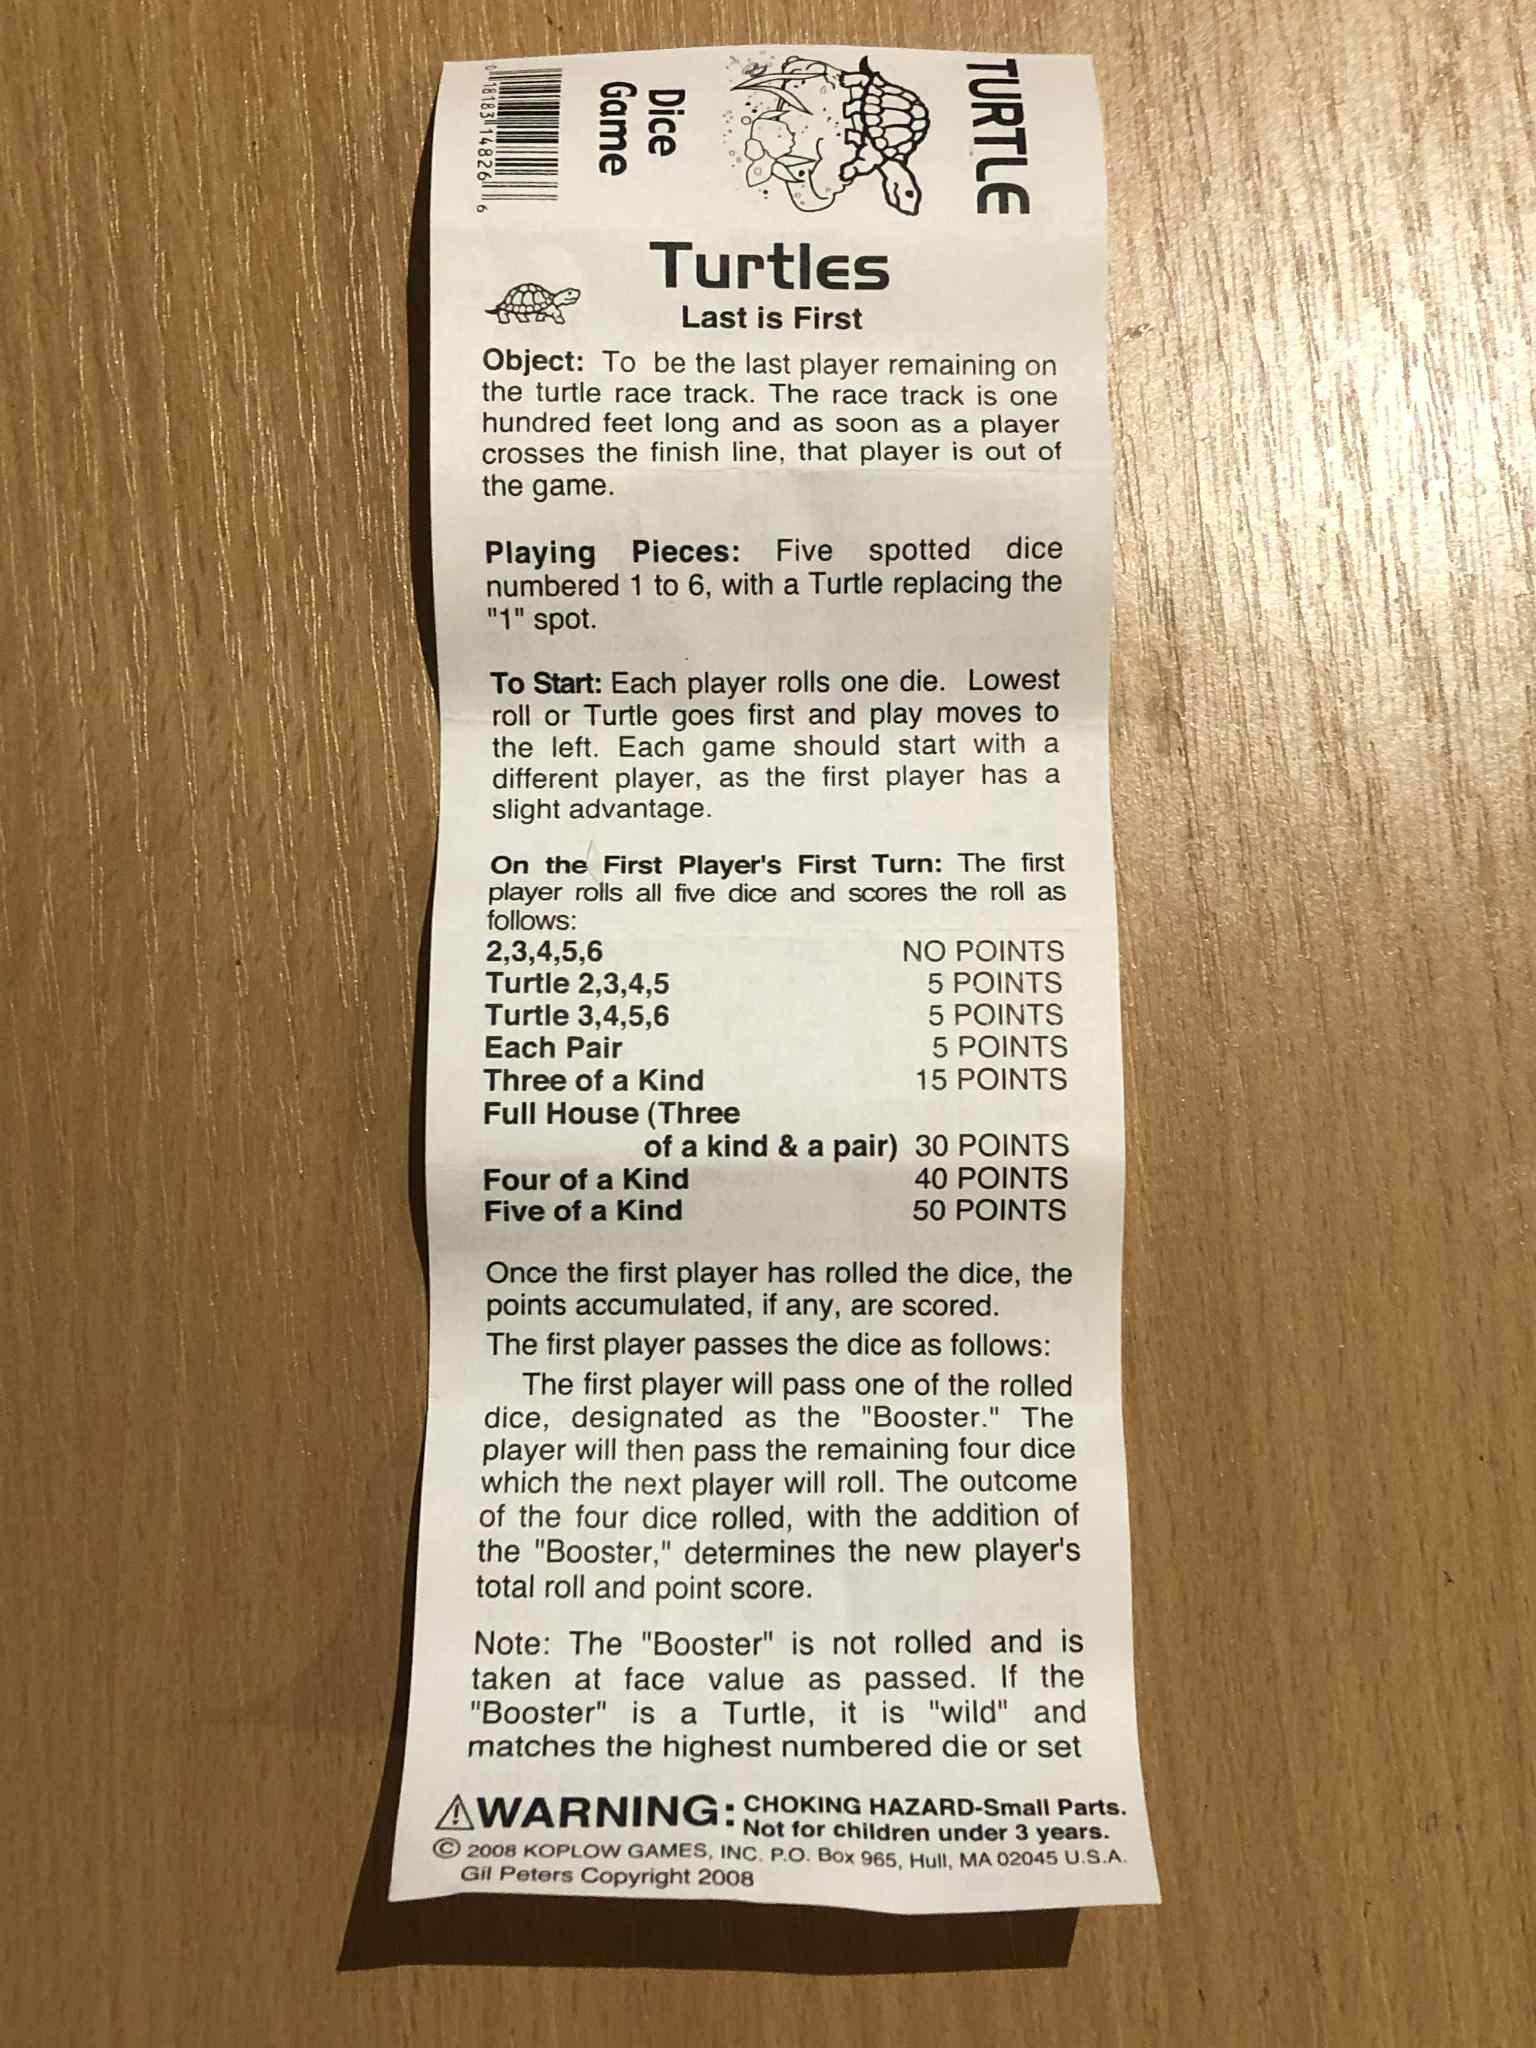 TURTLE
Dice
Game
0 18183 14826 6
Turtles
Last is First
Object: To be the last player remaining on
the turtle race track. The race track is one
hundred feet long and as soon as a player
crosses the finish line, that player is out of
the game.
Playing Pieces: Five spotted dice
numbered 1 to 6, with a Turtle replacing the
"1" spot.
To Start: Each player rolls one die. Lowest
roll or Turtle goes first and play moves to
the left. Each game should start with a
different player, as the first player has a
slight advantage.
On the First Player's First Turn: The first
player rolls all five dice and scores the roll as
follows:
2,3,4,5,6 NO POINTS
Turtle 2,3,4,5 5 POINTS
Turtle 3,4,5,6 5 POINTS
Each Pair 5 POINTS
Three of a Kind 15 POINTS
Full House (Three
of a kind & a pair) 30 POINTS
Four of a Kind 40 POINTS
Five of a Kind 50 POINTS
Once the first player has rolled the dice, the
points accumulated, if any, are scored.
The first player passes the dice as follows:
The first player will pass one of the rolled
dice, designated as the "Booster." The
player will then pass the remaining four dice
which the next player will roll. The outcome
of the four dice rolled, with the addition of
the "Booster," determines the new player's
total roll and point score.
Note: The "Booster" is not rolled and is
taken at face value as passed. If the
"Booster" is a Turtle, it is "wild" and
matches the highest numbered die or set
⚠WARNING: CHOKING HAZARD-Small Parts.
Not for children under 3 years.
© 2008 KOPLOW GAMES, INC. P.O. Box 965, Hull, MA 02045 U.S.A.
Gil Peters Copyright 2008